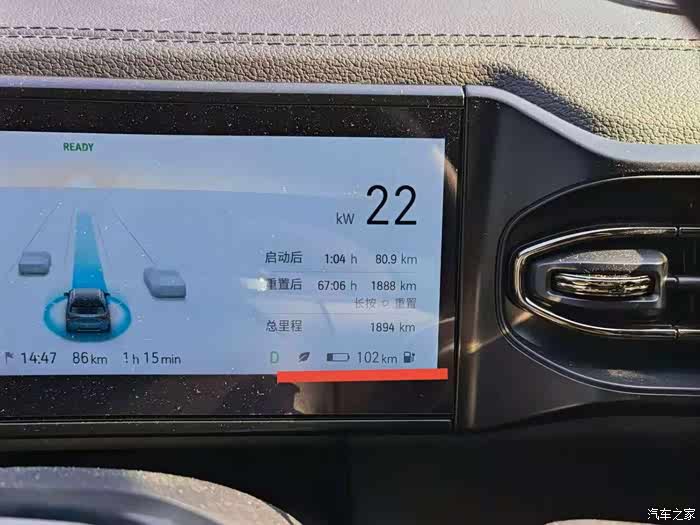 READY
kW 22
启动后 1:04 h 80.9 km
重置后 67:06 h 1888 km
长按 重置
总里程 1894 km
14:47 86km 1h 15min D 102km
汽车之家